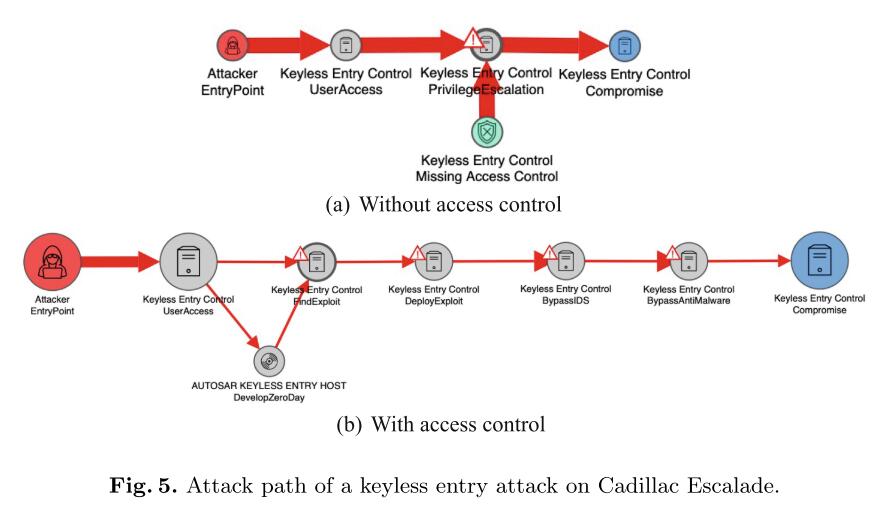 Attacker
EntryPoint
Keyless Entry Control
UserAccess
Keyless Entry Control
PrivilegeEscalation
Keyless Entry Control
Compromise
Keyless Entry Control
Missing Access Control
(a) Without access control
Attacker
EntryPoint
Keyless Entry Control
UserAccess
Keyless Entry Control
FindExploit
Keyless Entry Control
DeployExploit
Keyless Entry Control
BypassIDS
Keyless Entry Control
BypassAntiMalware
Keyless Entry Control
Compromise
AUTOSAR KEYLESS ENTRY HOST
DevelopZeroDay
(b) With access control
Fig. 5. Attack path of a keyless entry attack on Cadillac Escalade.